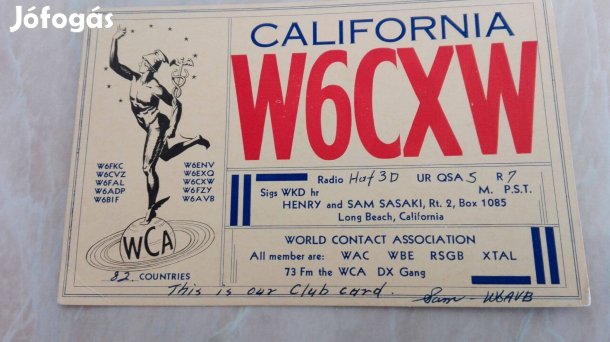 Jófogás
CALIFORNIA
W6CXW
W6FKC W6ENV
W6CVZ W6EXQ
W6FAL W6CXW
W6ADP W6FZY
W6BIF W6AVB
WCA
82 COUNTRIES
Radio Haf3D UR QSA 5 R 7
Sigs WKD hr M. P.S.T.
HENRY and SAM SASAKI, Rt. 2, Box 1085
Long Beach, California
WORLD CONTACT ASSOCIATION
All member are: WAC WBE RSGB XTAL
73 Fm the WCA DX Gang
This is our Club card. Sam - W6AVB